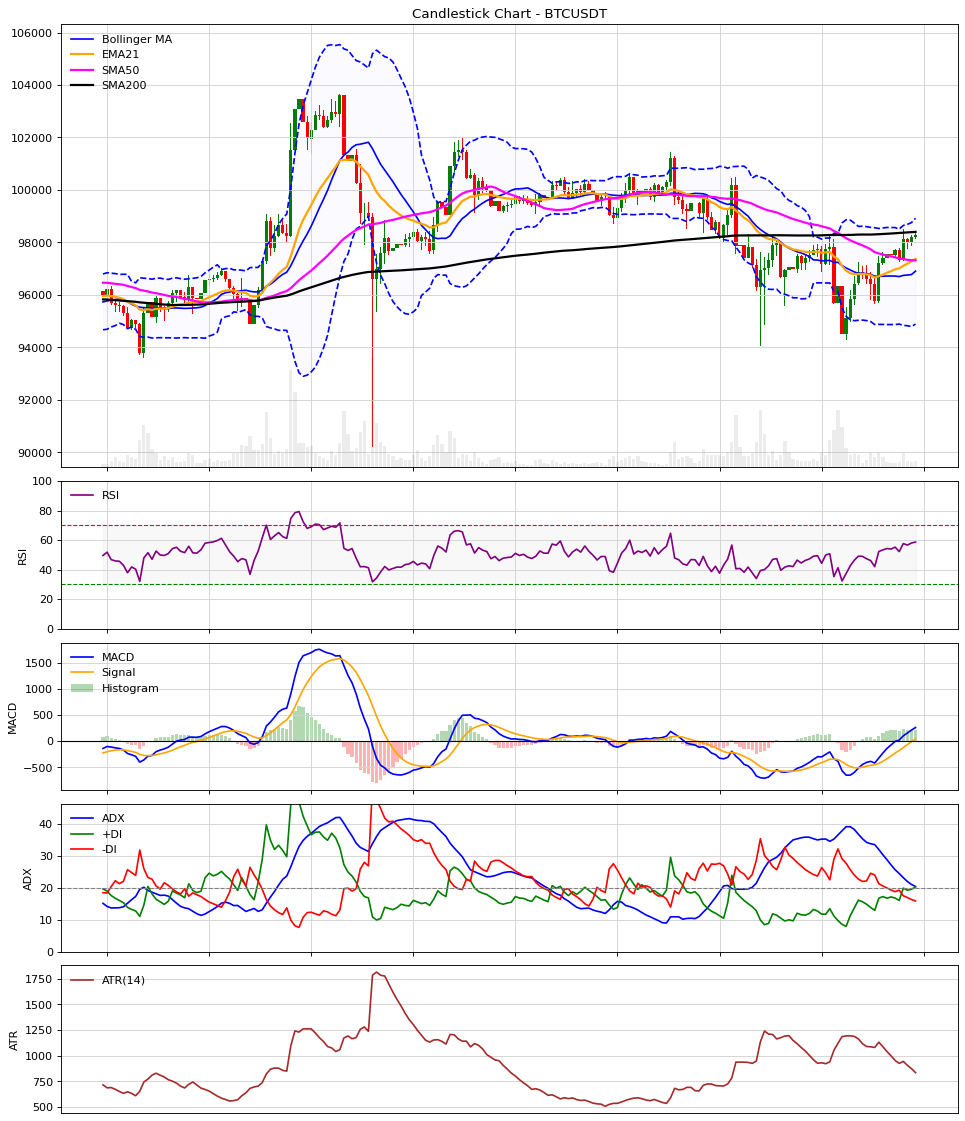 Candlestick Chart - BTCUSDT
Bollinger MA
EMA21
SMA50
SMA200
106000
104000
102000
100000
98000
96000
94000
92000
90000
RSI
RSI
100
80
60
40
20
0
MACD
Signal
Histogram
MACD
1500
1000
500
0
−500
ADX
+DI
-DI
ADX
40
30
20
10
0
ATR(14)
ATR
1750
1500
1250
1000
750
500